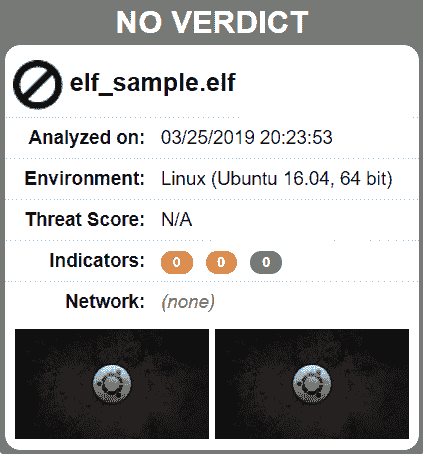 NO VERDICT
elf_sample.elf
Analyzed on: 03/25/2019 20:23:53
Environment: Linux (Ubuntu 16.04, 64 bit)
Threat Score: N/A
Indicators: 0 0 0
Network: (none)